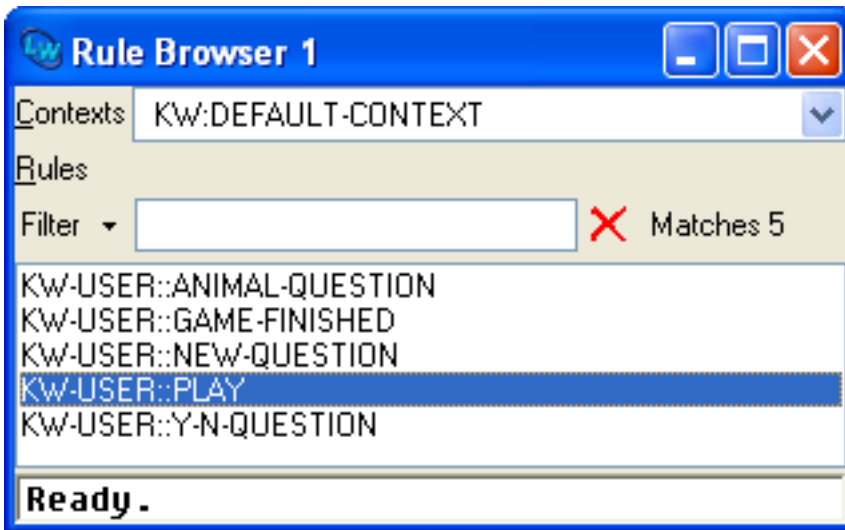 LW Rule Browser 1
Contexts KW:DEFAULT-CONTEXT
Rules
Filter Matches 5
KW-USER::ANIMAL-QUESTION
KW-USER::GAME-FINISHED
KW-USER::NEW-QUESTION
KW-USER::PLAY
KW-USER::Y-N-QUESTION
Ready.